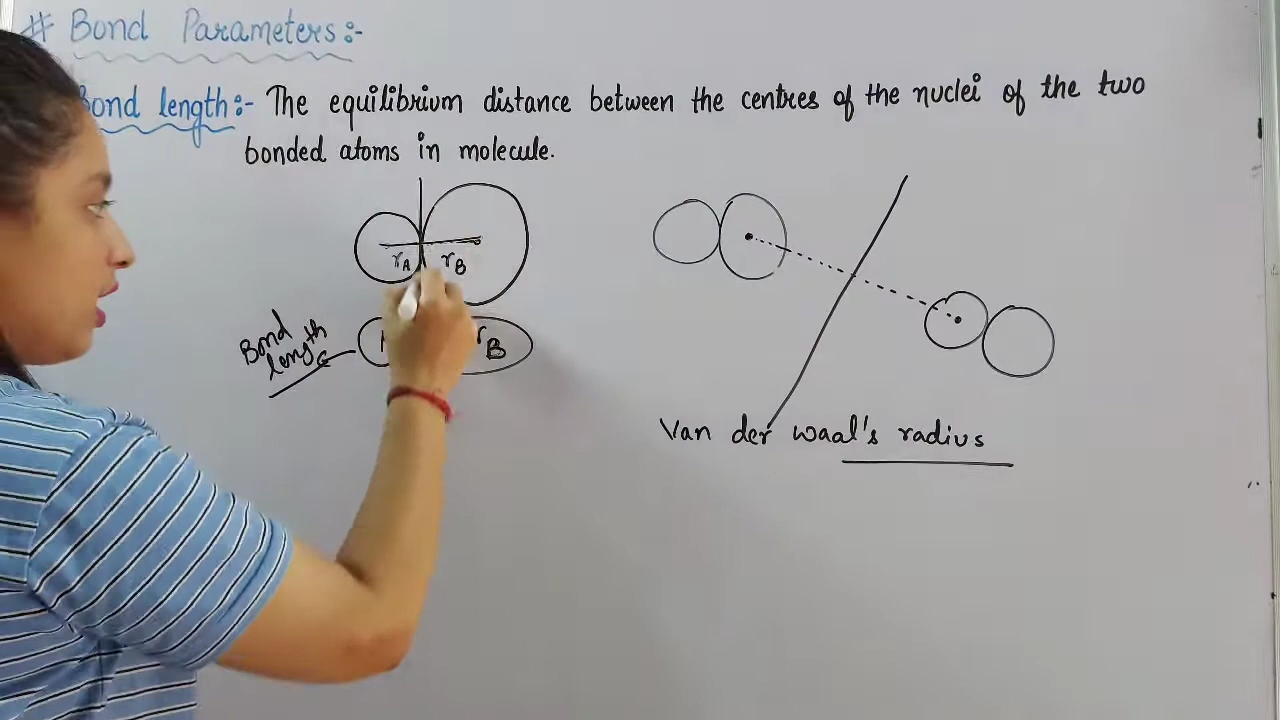 # Bond Parameters:-
Bond length:- The equilibrium distance between the centres of the nuclei of the two
bonded atoms in molecule.
rA rB
Bond
length
B
Van der waal's radius